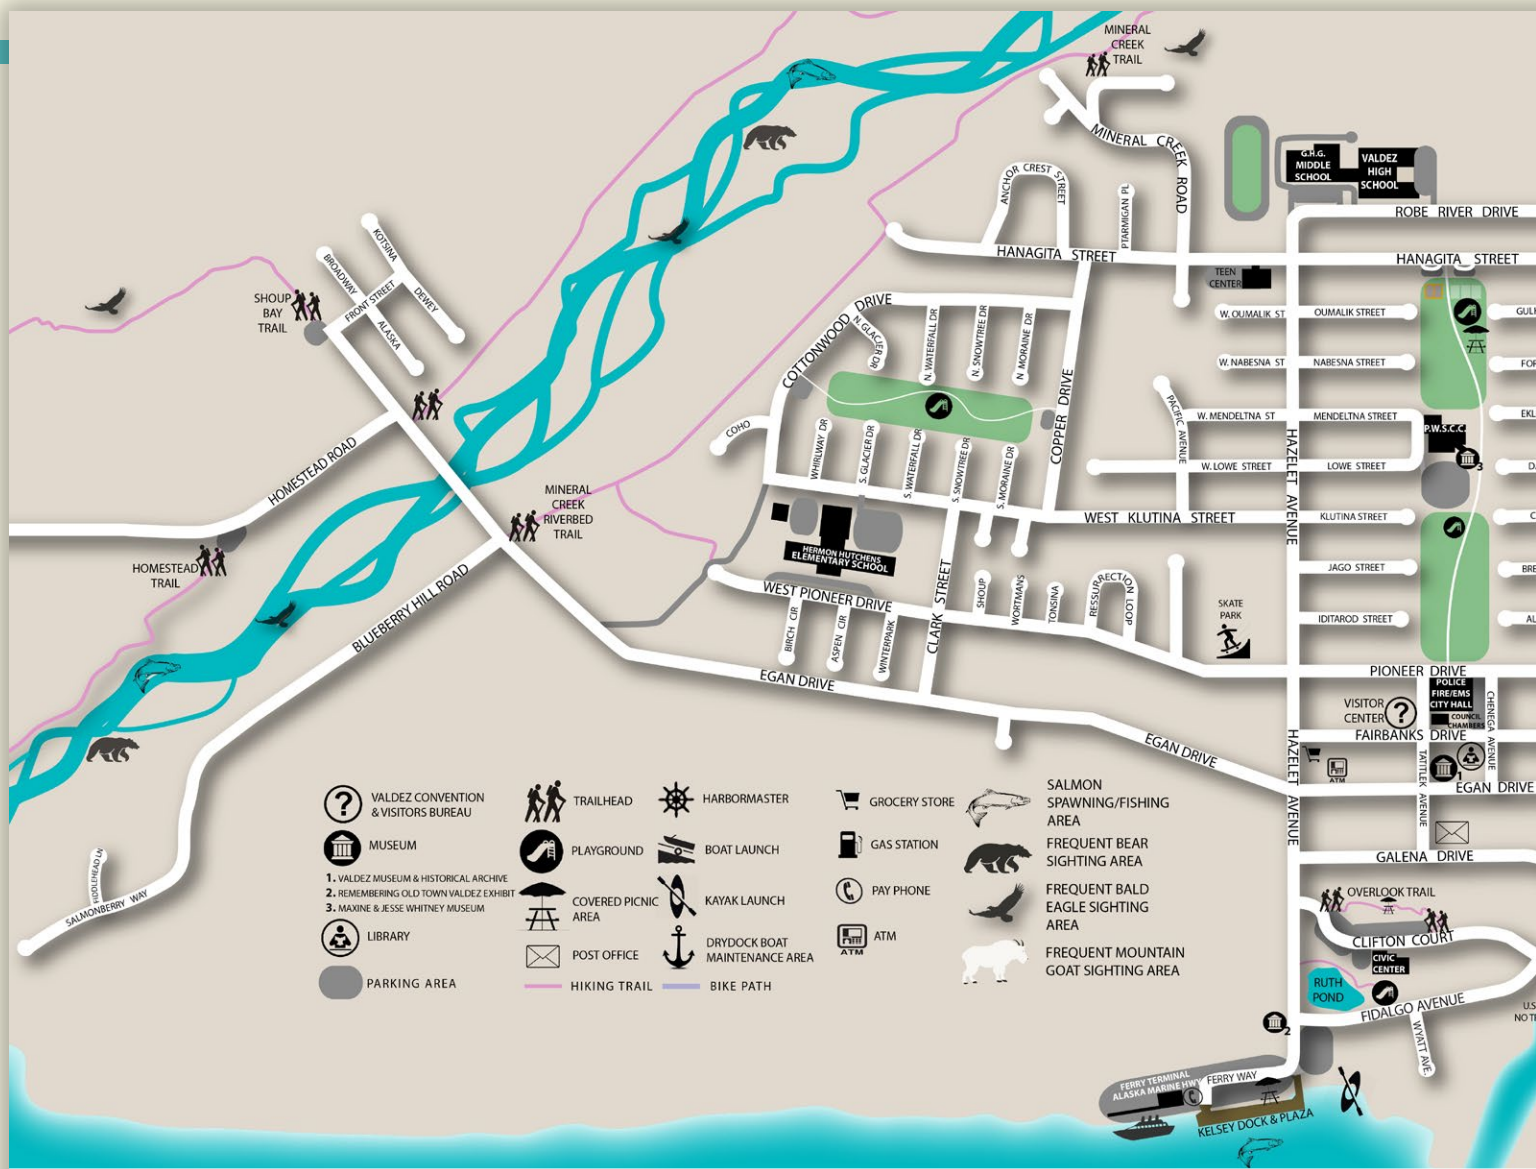 MINERAL
CREEK
TRAIL
MINERAL CREEK ROAD
G.H.G.
MIDDLE
SCHOOL
VALDEZ
HIGH
SCHOOL
ROBE RIVER DRIVE
ANCHOR CREST STREET
PTARMIGAN PL
HANAGITA STREET
HANAGITA STREET
TEEN
CENTER
KOTSINA
BROADWAY
FRONT STREET
DEWEY
ALASKA
SHOUP
BAY
TRAIL
COTTONWOOD DRIVE
N. GLACIER DR
N. WATERFALL DR
N. SNOWTREE DR
N MORAINE DR
COPPER DRIVE
W. OUMALIK ST
OUMALIK STREET
W. NABESNA ST
NABESNA STREET
PACIFIC AVENUE
W. MENDELTNA ST
MENDELTNA STREET
P.W.S.C.C.
3
W. LOWE STREET
LOWE STREET
HAZELET AVENUE
COHO
WHIRLWAY DR
S. GLACIER DR
S. WATERFALL DR
S. SNOWTREE DR
S. MORAINE DR
HOMESTEAD ROAD
MINERAL
CREEK
RIVERBED
TRAIL
WEST KLUTINA STREET
KLUTINA STREET
HERMON HUTCHENS
ELEMENTARY SCHOOL
HOMESTEAD
TRAIL
BLUEBERRY HILL ROAD
JAGO STREET
WEST PIONEER DRIVE
CLARK STREET
SHOUP
WORTMANS
TONSINA
RESSURRECTION LOOP
SKATE
PARK
IDITAROD STREET
BIRCH CIR
ASPEN CIR
WINTERPARK
EGAN DRIVE
PIONEER DRIVE
POLICE
FIRE/EMS
CITY HALL
COUNCIL
CHAMBERS
VISITOR
CENTER
?
CHENEGA AVENUE
FAIRBANKS DRIVE
HAZELET AVENUE
EGAN DRIVE
ATM
1
TATITLEK AVENUE
EGAN DRIVE
GALENA DRIVE
?
VALDEZ CONVENTION
& VISITORS BUREAU
MUSEUM
1. VALDEZ MUSEUM & HISTORICAL ARCHIVE
2. REMEMBERING OLD TOWN VALDEZ EXHIBIT
3. MAXINE & JESSE WHITNEY MUSEUM
LIBRARY
PARKING AREA
TRAILHEAD
PLAYGROUND
COVERED PICNIC
AREA
POST OFFICE
HIKING TRAIL
HARBORMASTER
BOAT LAUNCH
KAYAK LAUNCH
DRYDOCK BOAT
MAINTENANCE AREA
BIKE PATH
GROCERY STORE
GAS STATION
PAY PHONE
ATM
ATM
SALMON
SPAWNING/FISHING
AREA
FREQUENT BEAR
SIGHTING AREA
FREQUENT BALD
EAGLE SIGHTING
AREA
FREQUENT MOUNTAIN
GOAT SIGHTING AREA
FIDDLEHEAD LN
SALMONBERRY WAY
OVERLOOK TRAIL
CLIFTON COURT
CIVIC
CENTER
RUTH
POND
FIDALGO AVENUE
WYATT AVE.
2
FERRY TERMINAL
ALASKA MARINE HWY
FERRY WAY
KELSEY DOCK & PLAZA